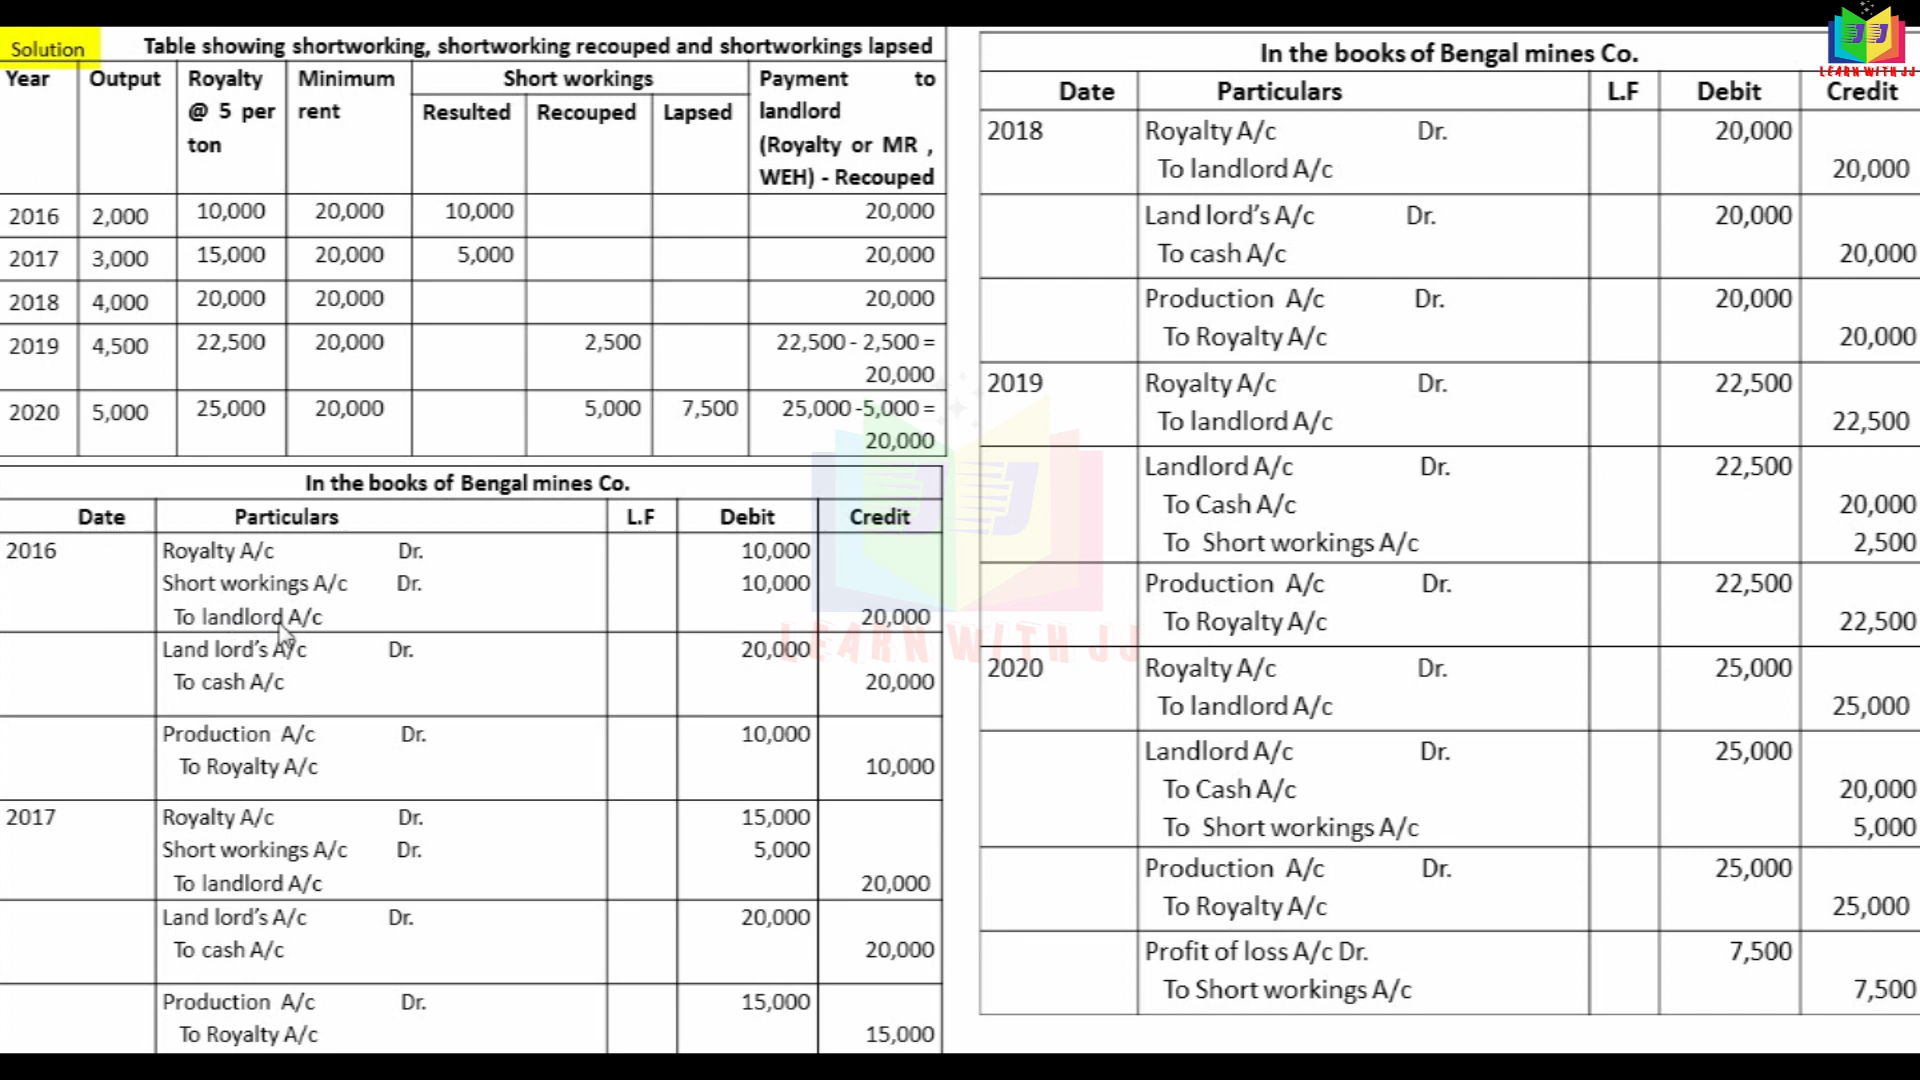 Solution
Table showing shortworking, shortworking recouped and shortworkings lapsed
Year Output Royalty @ 5 per ton Minimum rent Short workings Payment to landlord (Royalty or MR , WEH) - Recouped
Resulted Recouped Lapsed
2016 2,000 10,000 20,000 10,000 20,000
2017 3,000 15,000 20,000 5,000 20,000
2018 4,000 20,000 20,000 20,000
2019 4,500 22,500 20,000 2,500 22,500 - 2,500 =
20,000
2020 5,000 25,000 20,000 5,000 7,500 25,000 -5,000 =
20,000
In the books of Bengal mines Co.
Date Particulars L.F Debit Credit
2016 Royalty A/c Dr. 10,000
Short workings A/c Dr. 10,000
To landlord A/c 20,000
Land lord's A/c Dr. 20,000
To cash A/c 20,000
Production A/c Dr. 10,000
To Royalty A/c 10,000
2017 Royalty A/c Dr. 15,000
Short workings A/c Dr. 5,000
To landlord A/c 20,000
Land lord's A/c Dr. 20,000
To cash A/c 20,000
Production A/c Dr. 15,000
To Royalty A/c 15,000
In the books of Bengal mines Co.
Date Particulars L.F Debit Credit
2018 Royalty A/c Dr. 20,000
To landlord A/c 20,000
Land lord's A/c Dr. 20,000
To cash A/c 20,000
Production A/c Dr. 20,000
To Royalty A/c 20,000
2019 Royalty A/c Dr. 22,500
To landlord A/c 22,500
Landlord A/c Dr. 22,500
To Cash A/c 20,000
To Short workings A/c 2,500
Production A/c Dr. 22,500
To Royalty A/c 22,500
2020 Royalty A/c Dr. 25,000
To landlord A/c 25,000
Landlord A/c Dr. 25,000
To Cash A/c 20,000
To Short workings A/c 5,000
Production A/c Dr. 25,000
To Royalty A/c 25,000
Profit of loss A/c Dr. 7,500
To Short workings A/c 7,500
JJ
LEARN WITH JJ
JJ
LEARN WITH JJ